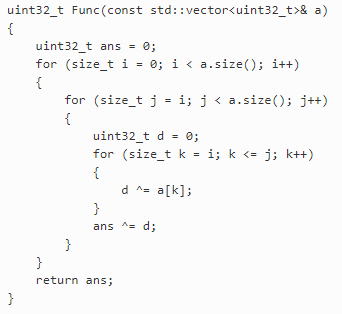 uint32_t Func(const std::vector<uint32_t>& a)
{
    uint32_t ans = 0;
    for (size_t i = 0; i < a.size(); i++)
    {
        for (size_t j = i; j < a.size(); j++)
        {
            uint32_t d = 0;
            for (size_t k = i; k <= j; k++)
            {
                d ^= a[k];
            }
            ans ^= d;
        }
    }
    return ans;
}